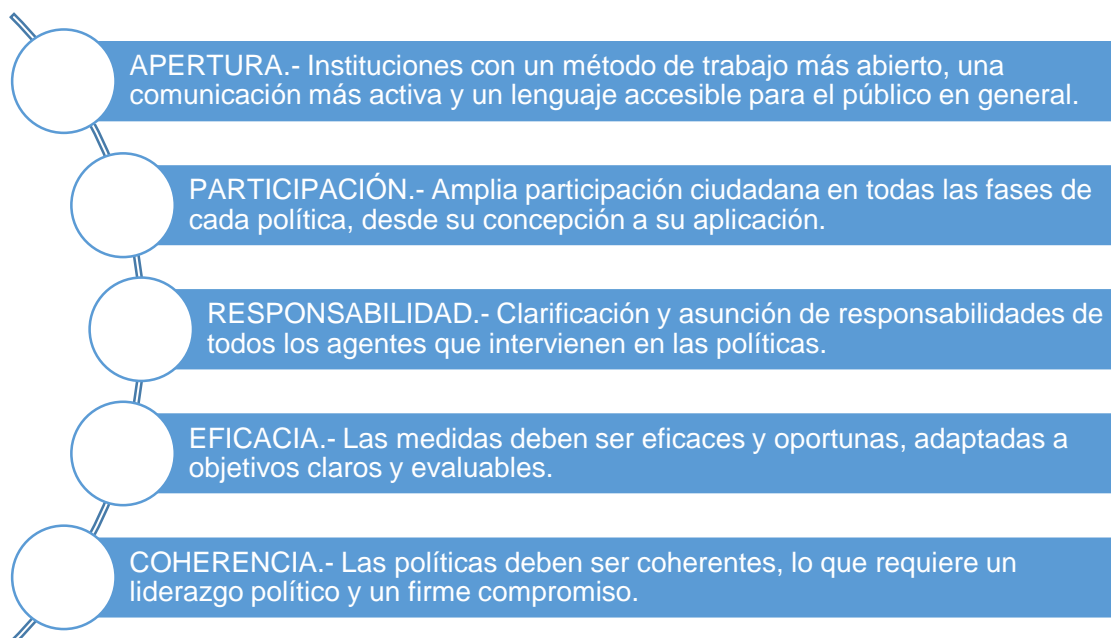 APERTURA.- Instituciones con un método de trabajo más abierto, una
comunicación más activa y un lenguaje accesible para el público en general.
PARTICIPACIÓN.- Amplia participación ciudadana en todas las fases de
cada política, desde su concepción a su aplicación.
RESPONSABILIDAD.- Clarificación y asunción de responsabilidades de
todos los agentes que intervienen en las políticas.
EFICACIA.- Las medidas deben ser eficaces y oportunas, adaptadas a
objetivos claros y evaluables.
COHERENCIA.- Las políticas deben ser coherentes, lo que requiere un
liderazgo político y un firme compromiso.